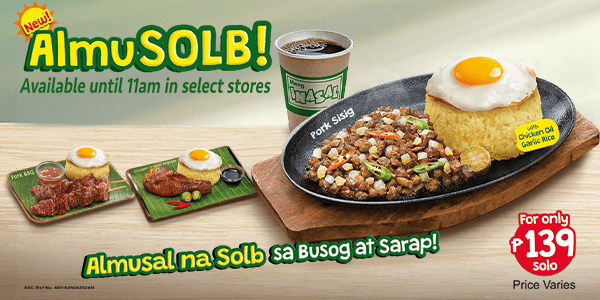 New!
AlmuSOLB!
Available until 11am in select stores
Mang
INASAL
Pork Sisig
with
Chicken Oil
Garlic Rice
Pork BBQ
Almusal na Solb sa Busog at Sarap!
For only
₱139
solo
Price Varies